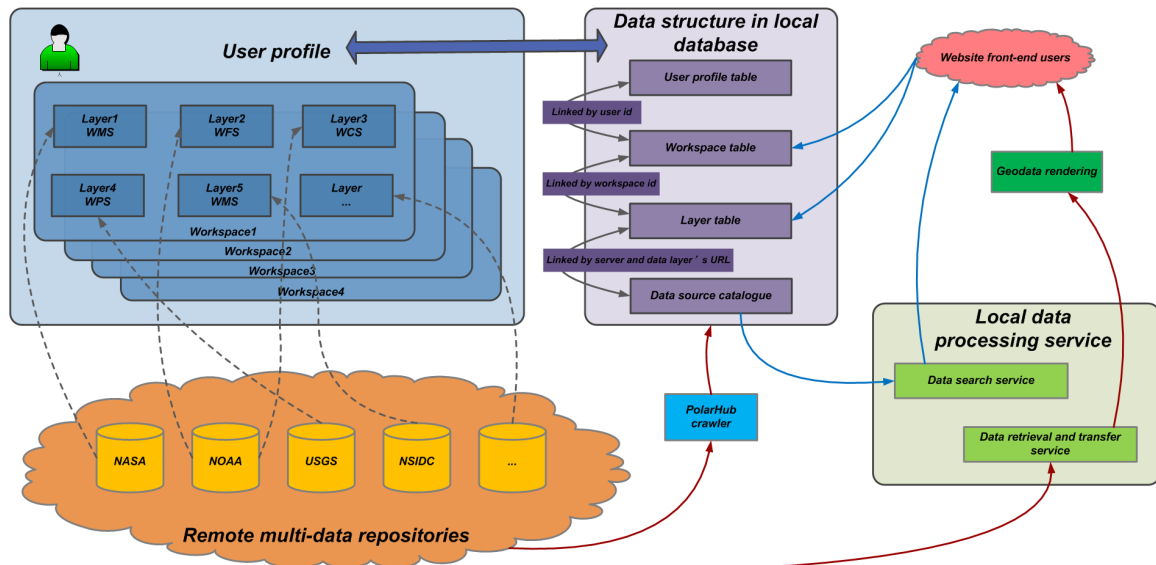 User profile
Layer1
WMS
Layer2
WFS
Layer3
WCS
Layer4
WPS
Layer5
WMS
Layer
...
Workspace1
Workspace2
Workspace3
Workspace4
Data structure in local
database
User profile table
Linked by user id
Workspace table
Linked by workspace id
Layer table
Linked by server and data layer’s URL
Data source catalogue
Website front-end users
Geodata rendering
Local data
processing service
Data search service
Data retrieval and transfer
service
PolarHub
crawler
NASA
NOAA
USGS
NSIDC
...
Remote multi-data repositories